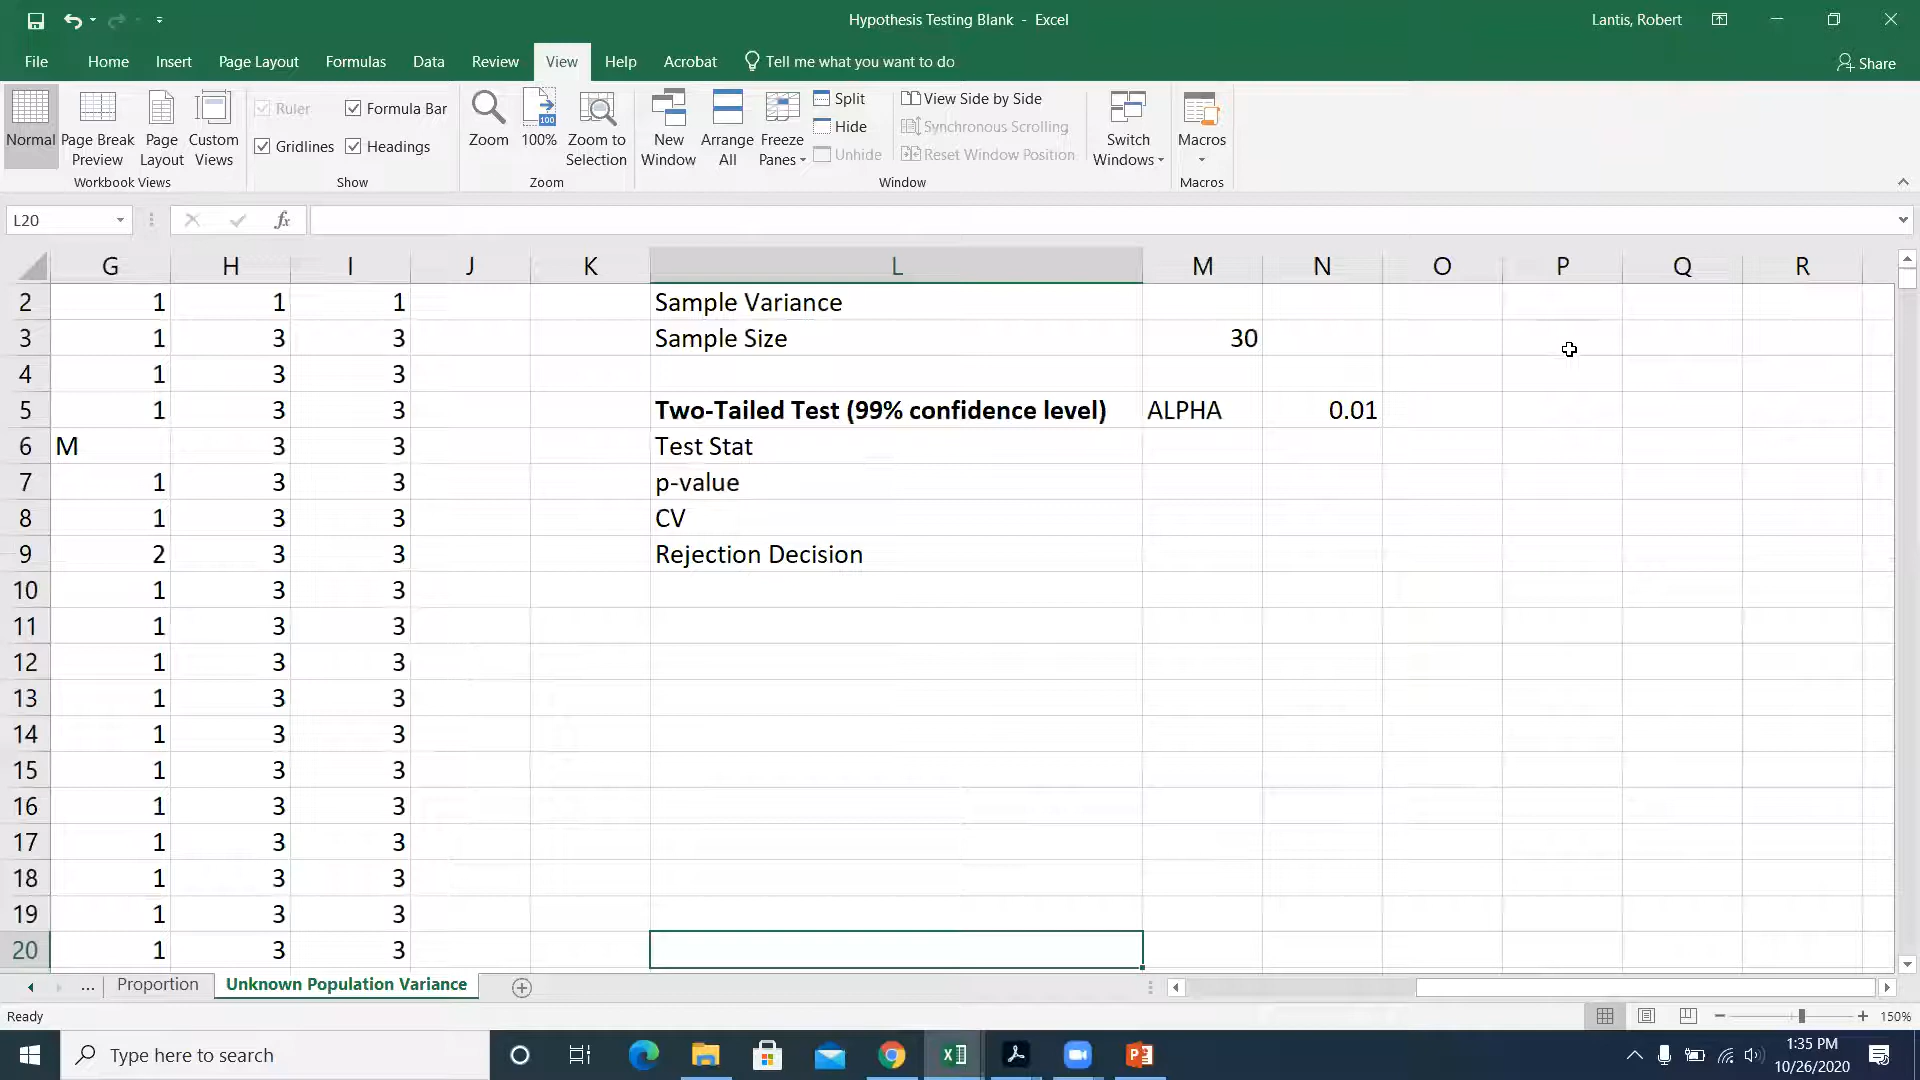 Hypothesis Testing Blank - Excel
Lantis, Robert
File Home Insert Page Layout Formulas Data Review View Help Acrobat Tell me what you want to do
Share
Normal
Page Break Preview
Page Layout
Custom Views
Workbook Views
Ruler
Formula Bar
Gridlines
Headings
Show
Zoom
100
100%
Zoom to Selection
Zoom
New Window
Arrange All
Freeze Panes
Split
Hide
Unhide
View Side by Side
Synchronous Scrolling
Reset Window Position
Window
Switch Windows
Macros
Macros
L20
fx
G H I J K L M N O P Q R
2 1 1 1 Sample Variance
3 1 3 3 Sample Size 30
4 1 3 3
5 1 3 3 Two-Tailed Test (99% confidence level) ALPHA 0.01
6 M 3 3 Test Stat
7 1 3 3 p-value
8 1 3 3 CV
9 2 3 3 Rejection Decision
10 1 3 3
11 1 3 3
12 1 3 3
13 1 3 3
14 1 3 3
15 1 3 3
16 1 3 3
17 1 3 3
18 1 3 3
19 1 3 3
20 1 3 3
... Proportion Unknown Population Variance
Ready
150%
Type here to search
1:35 PM
10/26/2020